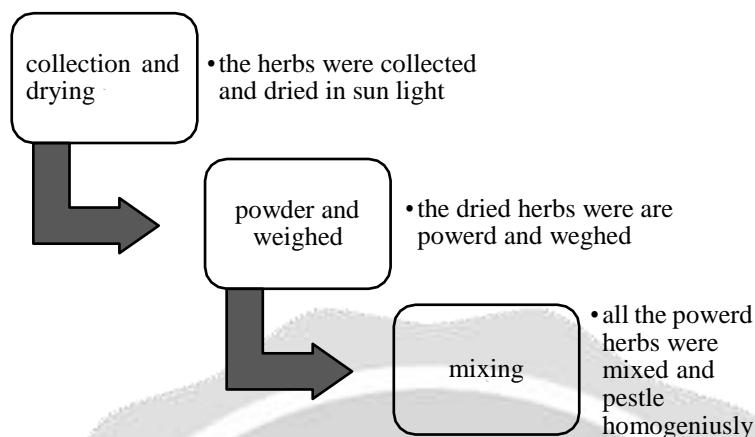 collection and
drying
•the herbs were collected
and dried in sun light
powder and
weighed
•the dried herbs were are
powerd and weghed
mixing
•all the powerd
herbs were
mixed and
pestle
homogeniusly